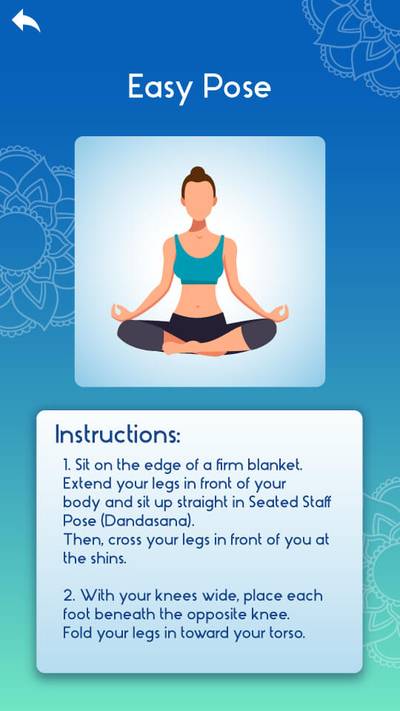 Easy Pose
Instructions:
1. Sit on the edge of a firm blanket.
Extend your legs in front of your
body and sit up straight in Seated Staff
Pose (Dandasana).
Then, cross your legs in front of you at
the shins.
2. With your knees wide, place each
foot beneath the opposite knee.
Fold your legs in toward your torso.